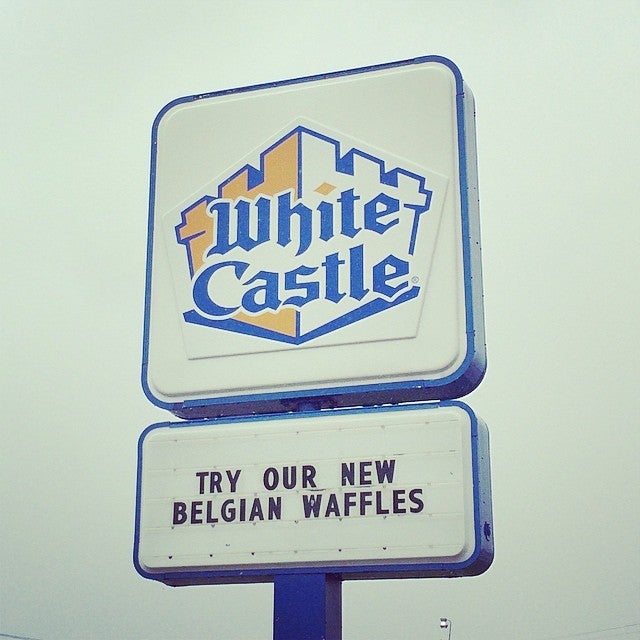 White
Castle
TRY OUR NEW
BELGIAN WAFFLES